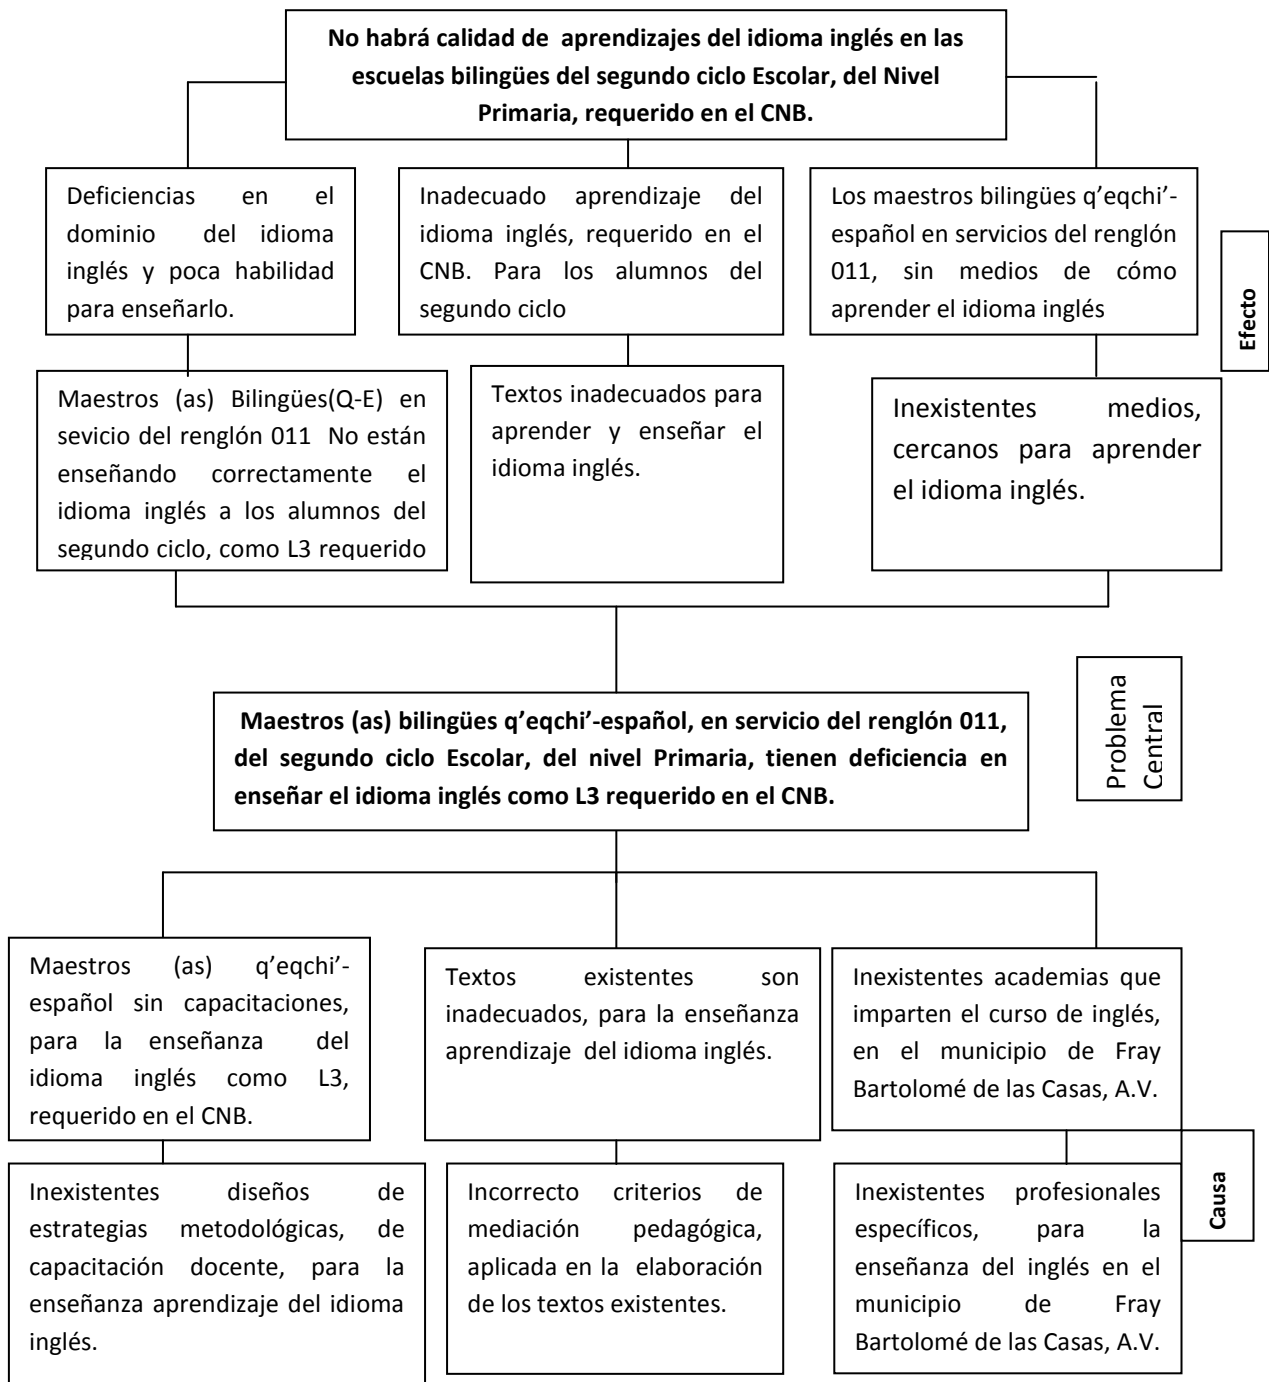 No habrá calidad de aprendizajes del idioma inglés en las
escuelas bilingües del segundo ciclo Escolar, del Nivel
Primaria, requerido en el CNB.
Deficiencias en el
dominio del idioma
inglés y poca habilidad
para enseñarlo.
Inadecuado aprendizaje del
idioma inglés, requerido en el
CNB. Para los alumnos del
segundo ciclo
Los maestros bilingües q’eqchi’-
español en servicios del renglón
011, sin medios de cómo
aprender el idioma inglés
Efecto
Maestros (as) Bilingües(Q-E) en
sevicio del renglón 011 No están
enseñando correctamente el
idioma inglés a los alumnos del
segundo ciclo, como L3 requerido
Textos inadecuados para
aprender y enseñar el
idioma inglés.
Inexistentes medios,
cercanos para aprender
el idioma inglés.
Problema
Central
Maestros (as) bilingües q’eqchi’-español, en servicio del renglón 011,
del segundo ciclo Escolar, del nivel Primaria, tienen deficiencia en
enseñar el idioma inglés como L3 requerido en el CNB.
Maestros (as) q’eqchi’-
español sin capacitaciones,
para la enseñanza del
idioma inglés como L3,
requerido en el CNB.
Textos existentes son
inadecuados, para la enseñanza
aprendizaje del idioma inglés.
Inexistentes academias que
imparten el curso de inglés,
en el municipio de Fray
Bartolomé de las Casas, A.V.
Causa
Inexistentes diseños de
estrategias metodológicas, de
capacitación docente, para la
enseñanza aprendizaje del idioma
inglés.
Incorrecto criterios de
mediación pedagógica,
aplicada en la elaboración
de los textos existentes.
Inexistentes profesionales
específicos, para la
enseñanza del inglés en el
municipio de Fray
Bartolomé de las Casas, A.V.